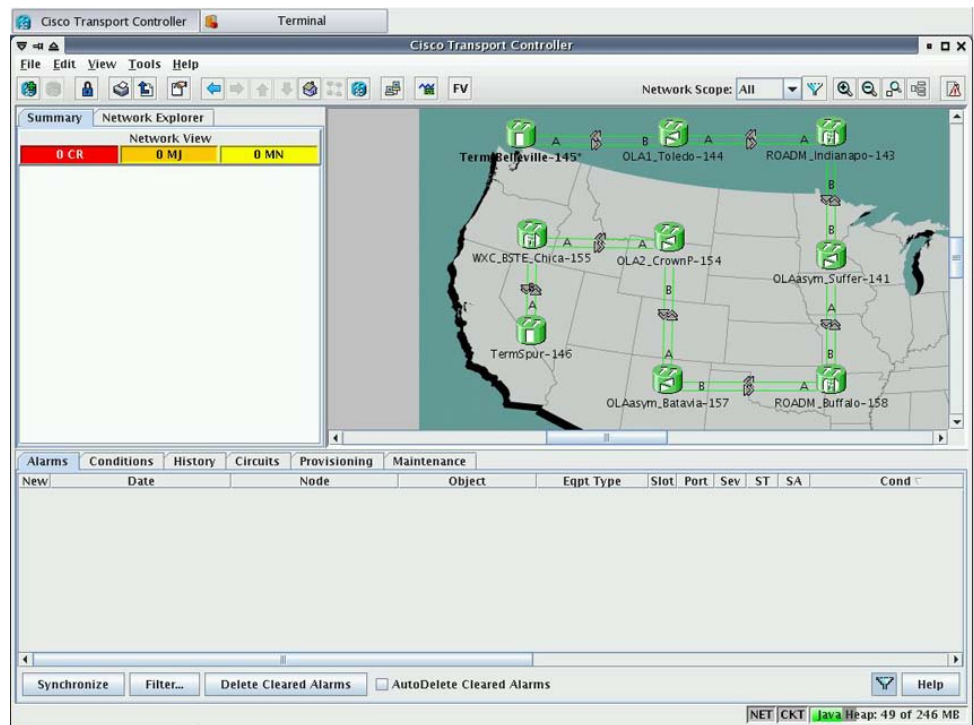 Cisco Transport Controller Terminal
Cisco Transport Controller
File Edit View Tools Help
FV Network Scope: All
Summary Network Explorer
Network View
0 CR 0 MJ 0 MN
A B A
Term_Belleville-145* OLA1_Toledo-144 ROADM_Indianapo-143
B
B
A A
WXC_BSTE_Chica-155 OLA2_CrownP-154
OLAasym_Suffer-141
B B
A A
TermSpur-146
A B
B A
OLAasym_Batavia-157 ROADM_Buffalo-158
Alarms Conditions History Circuits Provisioning Maintenance
New Date Node Object Eqpt Type Slot Port Sev ST SA Cond
Synchronize Filter... Delete Cleared Alarms AutoDelete Cleared Alarms Help
NET CKT Java Heap: 49 of 246 MB